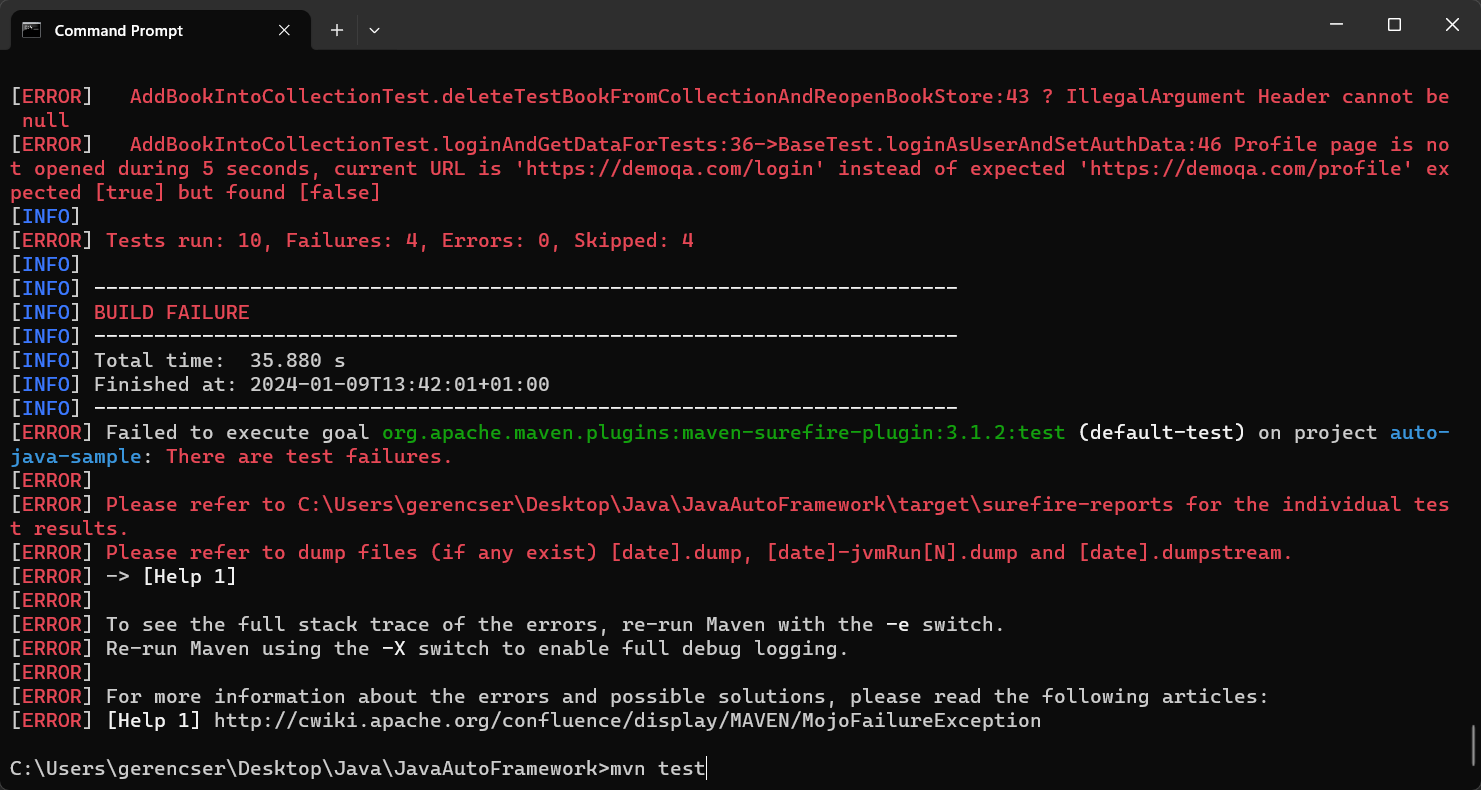 Command Prompt
[ERROR]   AddBookIntoCollectionTest.deleteTestBookFromCollectionAndReopenBookStore:43 ? IllegalArgument Header cannot be
 null
[ERROR]   AddBookIntoCollectionTest.loginAndGetDataForTests:36->BaseTest.loginAsUserAndSetAuthData:46 Profile page is no
t opened during 5 seconds, current URL is 'https://demoqa.com/login' instead of expected 'https://demoqa.com/profile' ex
pected [true] but found [false]
[INFO]
[ERROR] Tests run: 10, Failures: 4, Errors: 0, Skipped: 4
[INFO]
[INFO] ------------------------------------------------------------------------
[INFO] BUILD FAILURE
[INFO] ------------------------------------------------------------------------
[INFO] Total time:  35.880 s
[INFO] Finished at: 2024-01-09T13:42:01+01:00
[INFO] ------------------------------------------------------------------------
[ERROR] Failed to execute goal org.apache.maven.plugins:maven-surefire-plugin:3.1.2:test (default-test) on project auto-
java-sample: There are test failures.
[ERROR]
[ERROR] Please refer to C:\Users\gerencser\Desktop\Java\JavaAutoFramework\target\surefire-reports for the individual tes
t results.
[ERROR] Please refer to dump files (if any exist) [date].dump, [date]-jvmRun[N].dump and [date].dumpstream.
[ERROR] -> [Help 1]
[ERROR]
[ERROR] To see the full stack trace of the errors, re-run Maven with the -e switch.
[ERROR] Re-run Maven using the -X switch to enable full debug logging.
[ERROR]
[ERROR] For more information about the errors and possible solutions, please read the following articles:
[ERROR] [Help 1] http://cwiki.apache.org/confluence/display/MAVEN/MojoFailureException
C:\Users\gerencser\Desktop\Java\JavaAutoFramework>mvn test